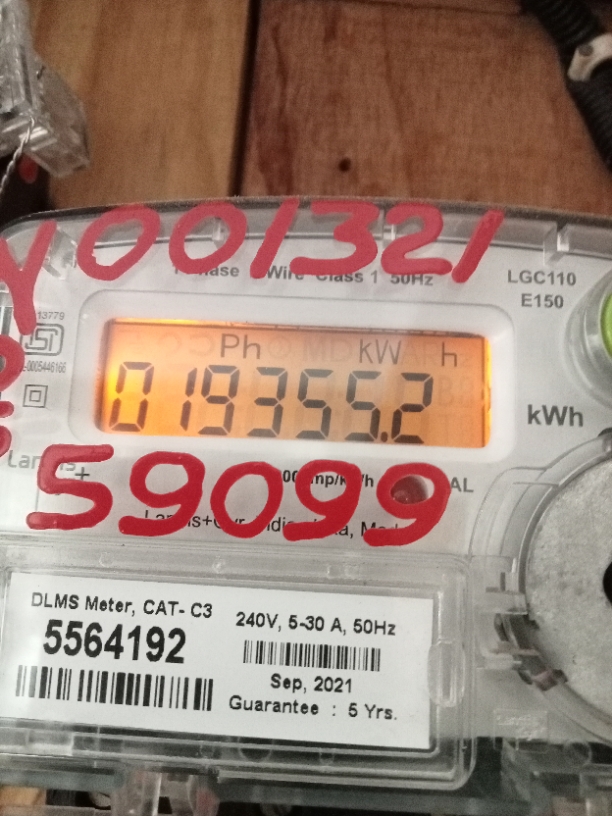 Y001321
Phase Wire Class 1 50Hz
LGC110
E150
Ph kW h
019355.2
kWh
59099
DLMS Meter, CAT- C3
5564192
240V, 5-30 A, 50Hz
Sep, 2021
Guarantee : 5 Yrs.